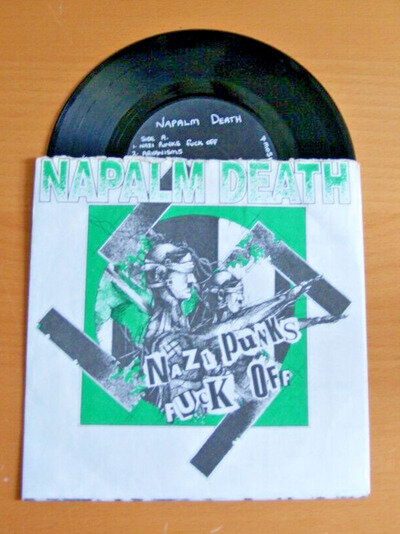 NAPALM DEATH
SIDE A.
1. NAZI PUNKS FUCK OFF
2. ARYANISMS
NAPALM DEATH
NAZI PUNKS
FUCK OFF